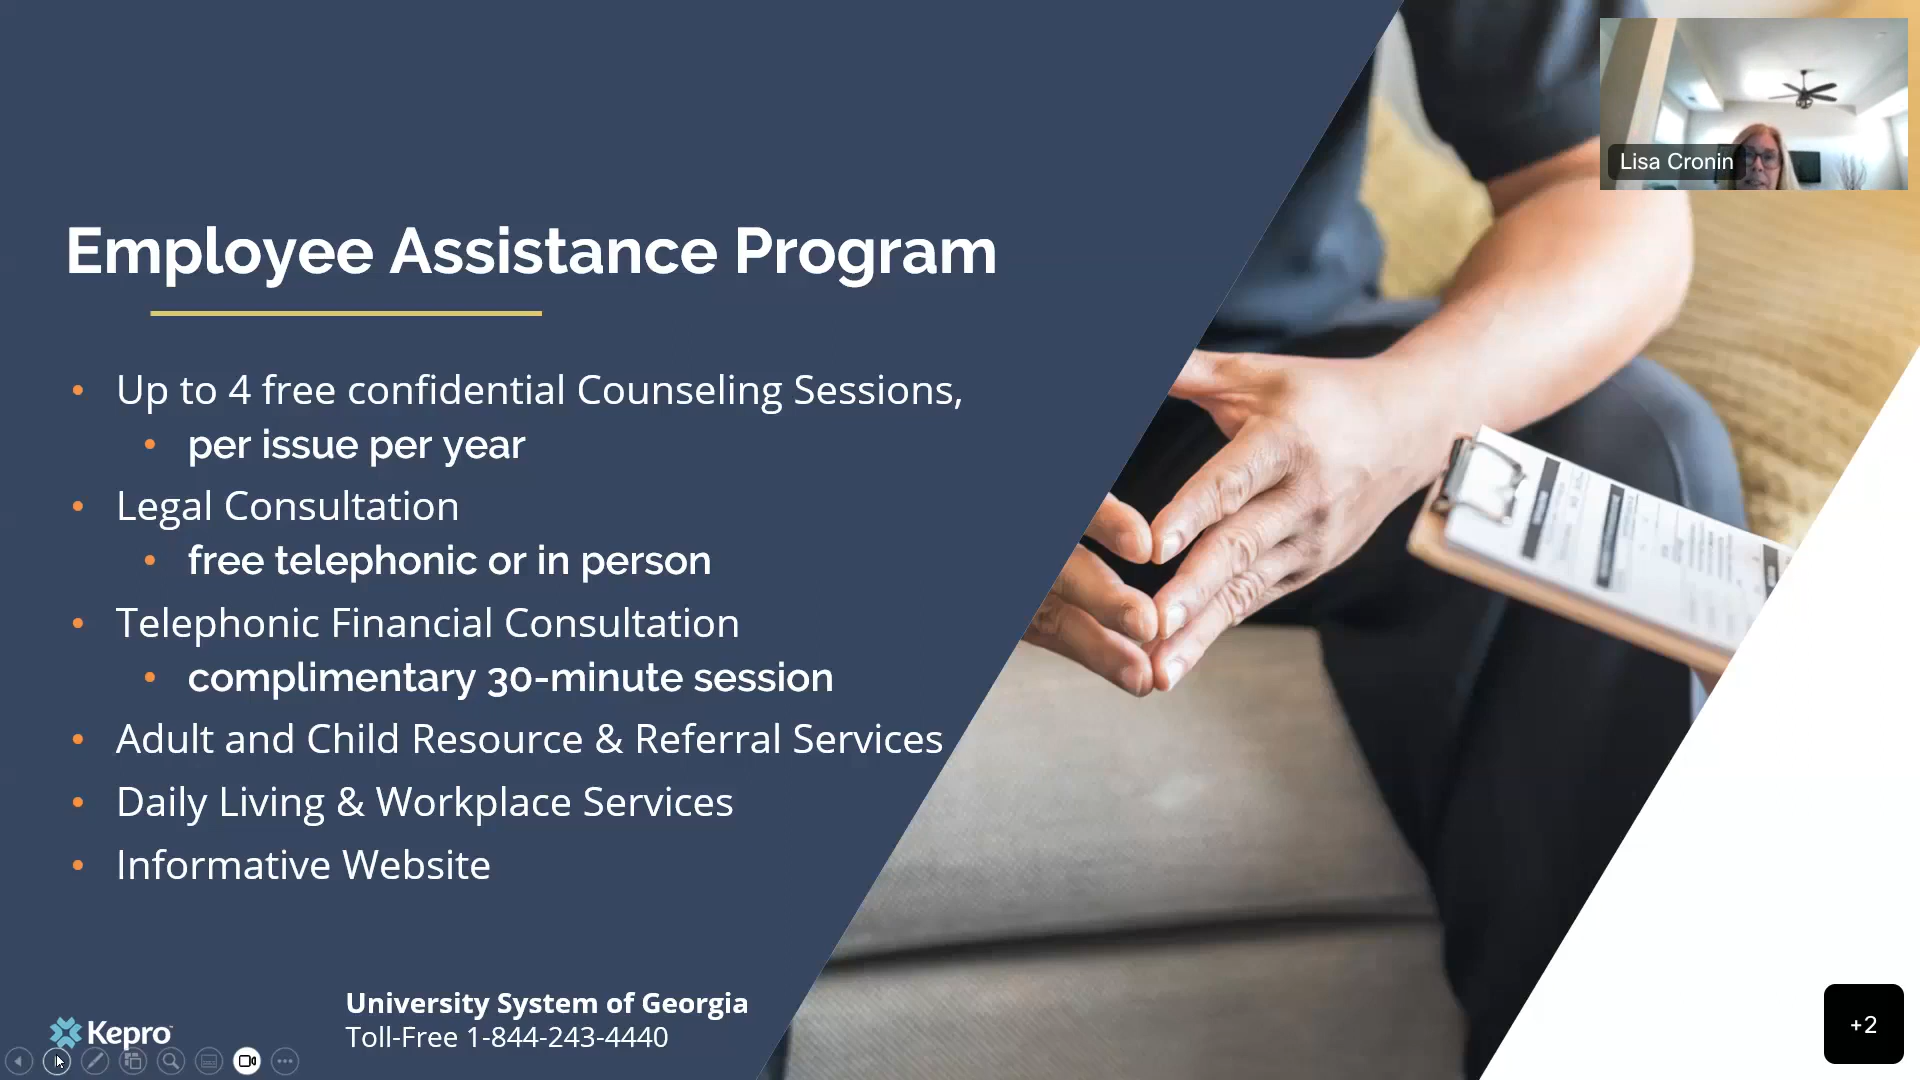 Lisa Cronin
Employee Assistance Program
• Up to 4 free confidential Counseling Sessions,
• per issue per year
• Legal Consultation
• free telephonic or in person
• Telephonic Financial Consultation
• complimentary 30-minute session
• Adult and Child Resource & Referral Services
• Daily Living & Workplace Services
• Informative Website
University System of Georgia
Toll-Free 1-844-243-4440
Kepro
+2